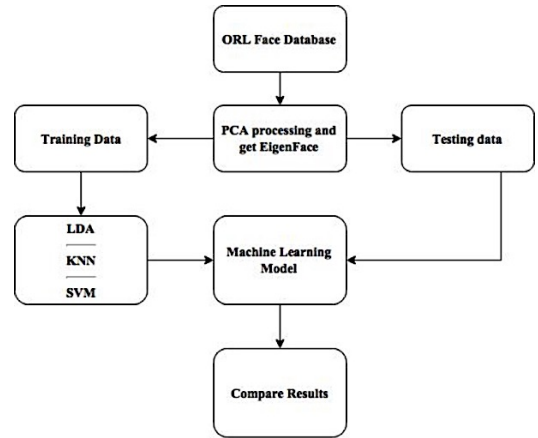 ORL Face Database
Training Data
PCA processing and
get EigenFace
Testing data
LDA
KNN
SVM
Machine Learning
Model
Compare Results